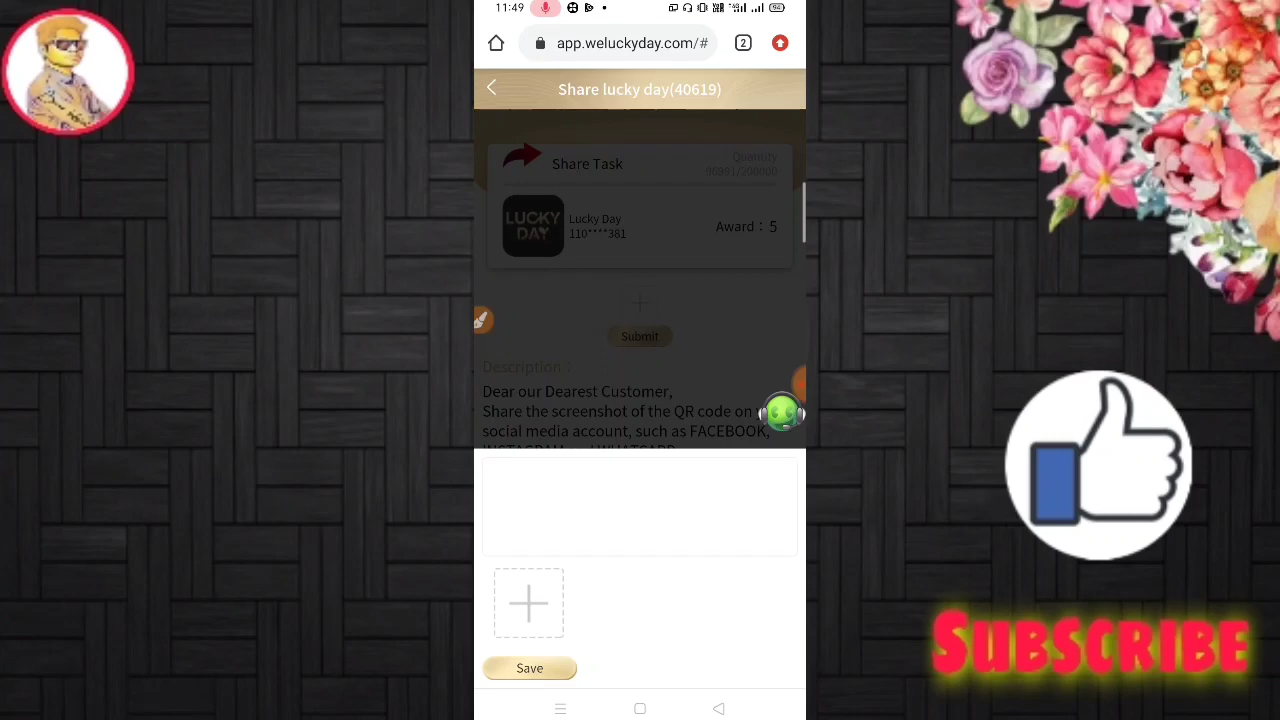 11:49
app.weluckyday.com/#
2
Share lucky day(40619)
Share Task
Quantity
96991/200000
LUCKY DAY
Lucky Day
110****381
Award : 5
Submit
Description :
Dear our Dearest Customer,
Share the screenshot of the QR code on
social media account, such as FACEBOOK,
Save
SUBSCRIBE